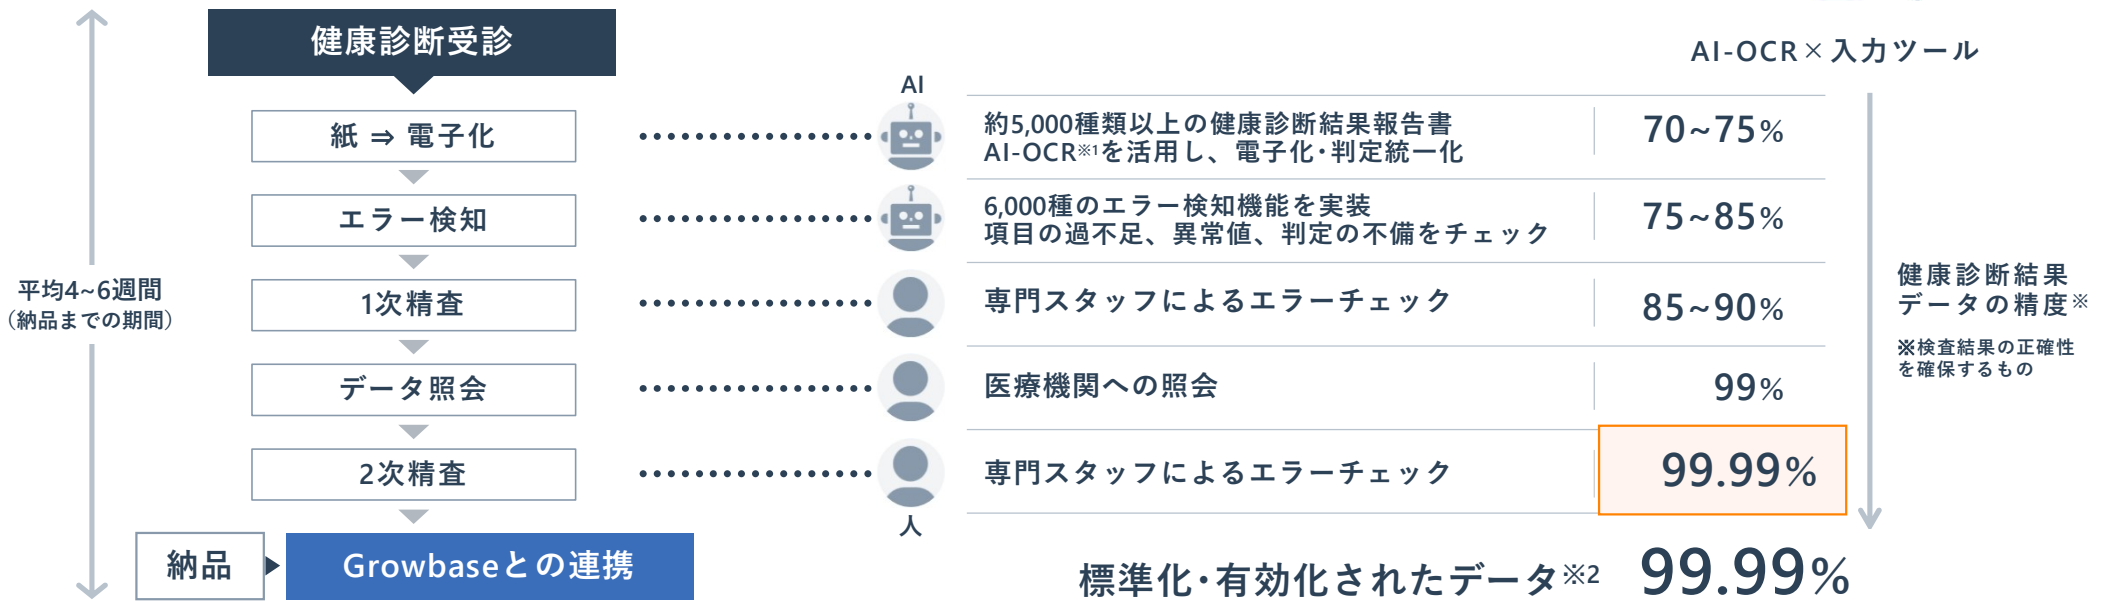 健康診断受診
AI-OCR×入力ツール
AI
紙 ⇒ 電子化
約5,000種類以上の健康診断結果報告書
AI-OCR※1を活用し、電子化・判定統一化
70~75%
エラー検知
6,000種のエラー検知機能を実装
項目の過不足、異常値、判定の不備をチェック
75~85%
平均4~6週間
（納品までの期間）
1次精査
専門スタッフによるエラーチェック
85~90%
健康診断結果
データの精度※
※検査結果の正確性
を確保するもの
データ照会
医療機関への照会
99%
2次精査
専門スタッフによるエラーチェック
99.99%
人
納品
Growbaseとの連携
標準化・有効化されたデータ※2 99.99%